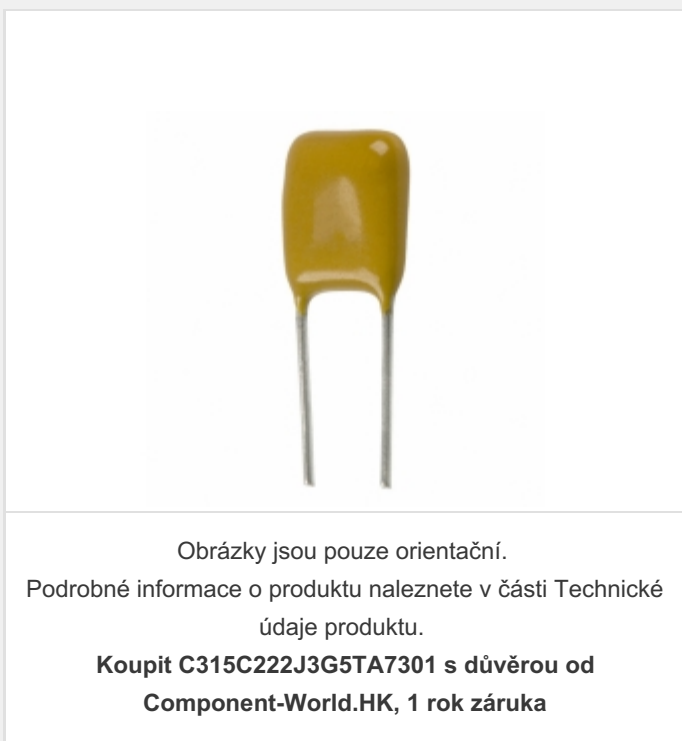 Obrázky jsou pouze orientační.
Podrobné informace o produktu naleznete v části Technické
údaje produktu.
Koupit C315C222J3G5TA7301 s důvěrou od
Component-World.HK, 1 rok záruka